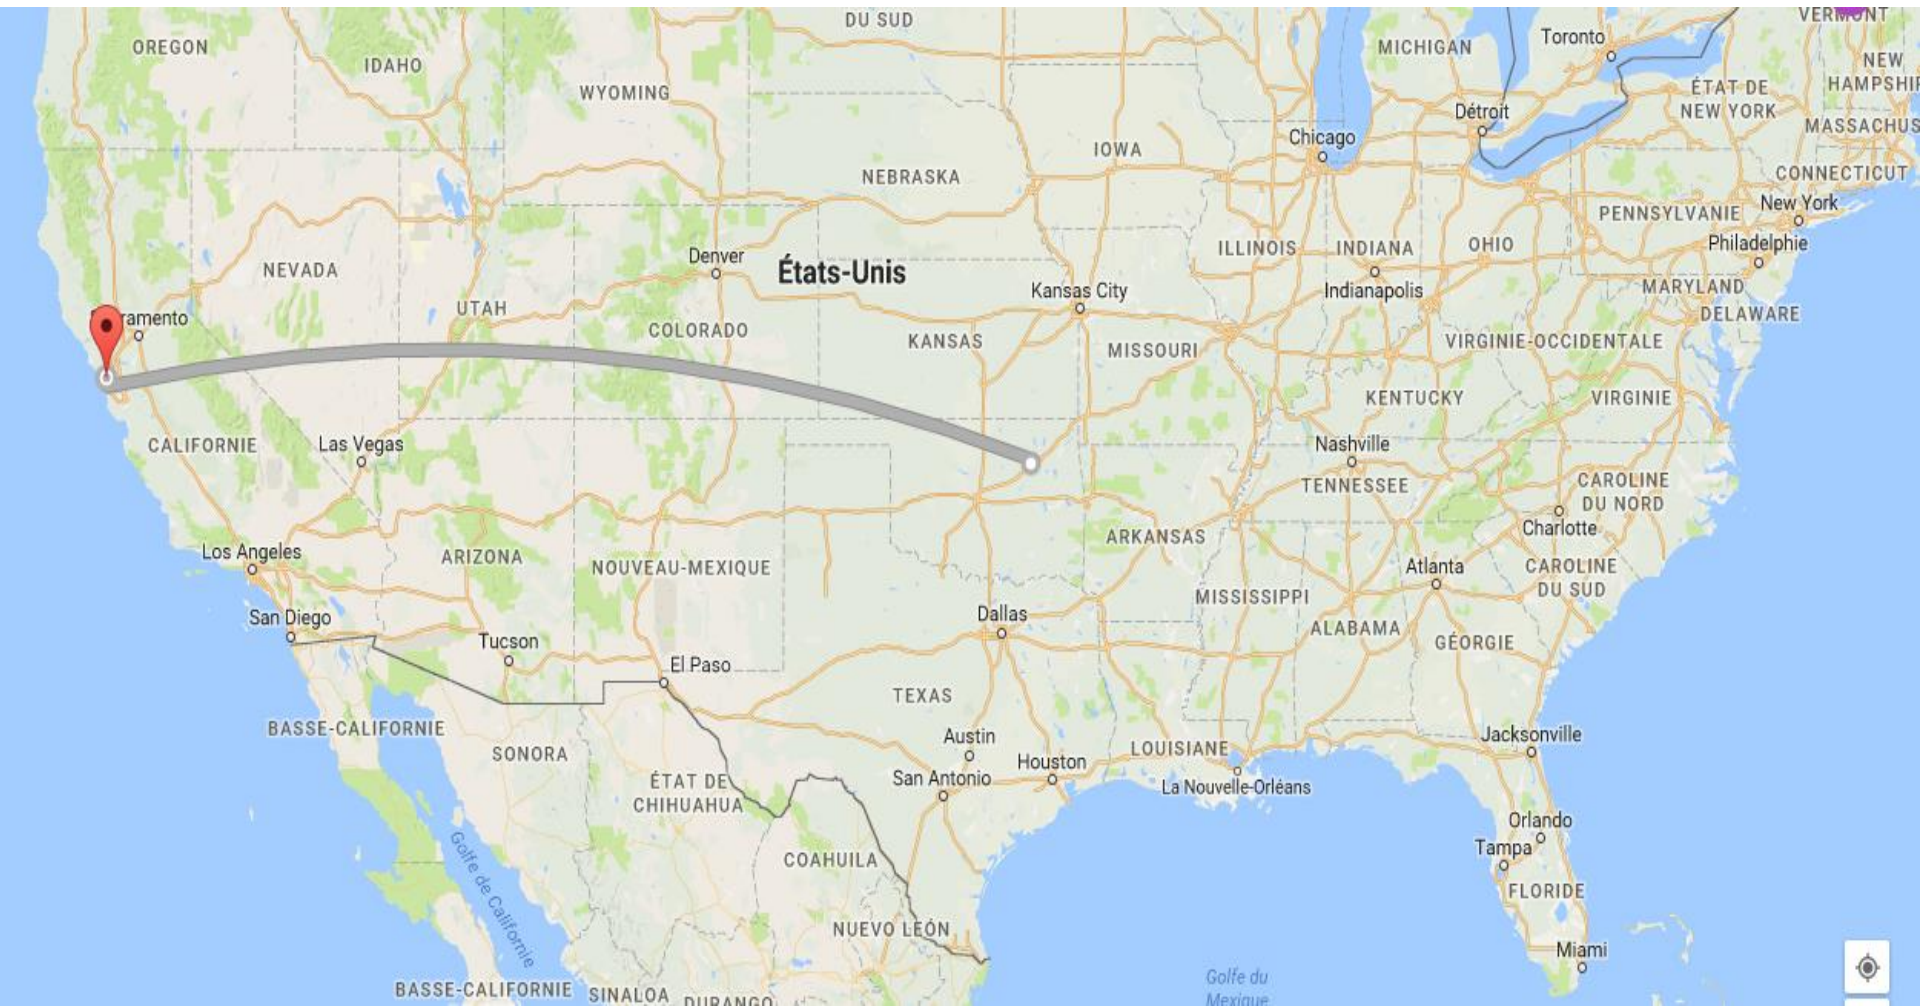 DU SUD
VERMONT
OREGON
IDAHO
WYOMING
MICHIGAN
Toronto
NEW
HAMPSHIR
ÉTAT DE
NEW YORK
Détroit
Chicago
IOWA
MASSACHUS
NEBRASKA
CONNECTICUT
New York
PENNSYLVANIE
Philadelphie
ILLINOIS
INDIANA
OHIO
Denver
États-Unis
NEVADA
UTAH
Kansas City
Indianapolis
MARYLAND
DELAWARE
ramento
COLORADO
KANSAS
MISSOURI
VIRGINIE-OCCIDENTALE
KENTUCKY
VIRGINIE
CALIFORNIE
Las Vegas
Nashville
TENNESSEE
CAROLINE
DU NORD
Charlotte
ARKANSAS
Los Angeles
ARIZONA
NOUVEAU-MEXIQUE
Atlanta
CAROLINE
DU SUD
MISSISSIPPI
San Diego
Dallas
ALABAMA
GÉORGIE
Tucson
El Paso
TEXAS
BASSE-CALIFORNIE
SONORA
Austin
Houston
LOUISIANE
Jacksonville
ÉTAT DE
CHIHUAHUA
San Antonio
La Nouvelle-Orléans
Orlando
Tampa
COAHUILA
FLORIDE
Golfe de Californie
NUEVO LEÓN
Miami
Golfe du
Mexique
BASSE-CALIFORNIE
SINALOA
DURANGO